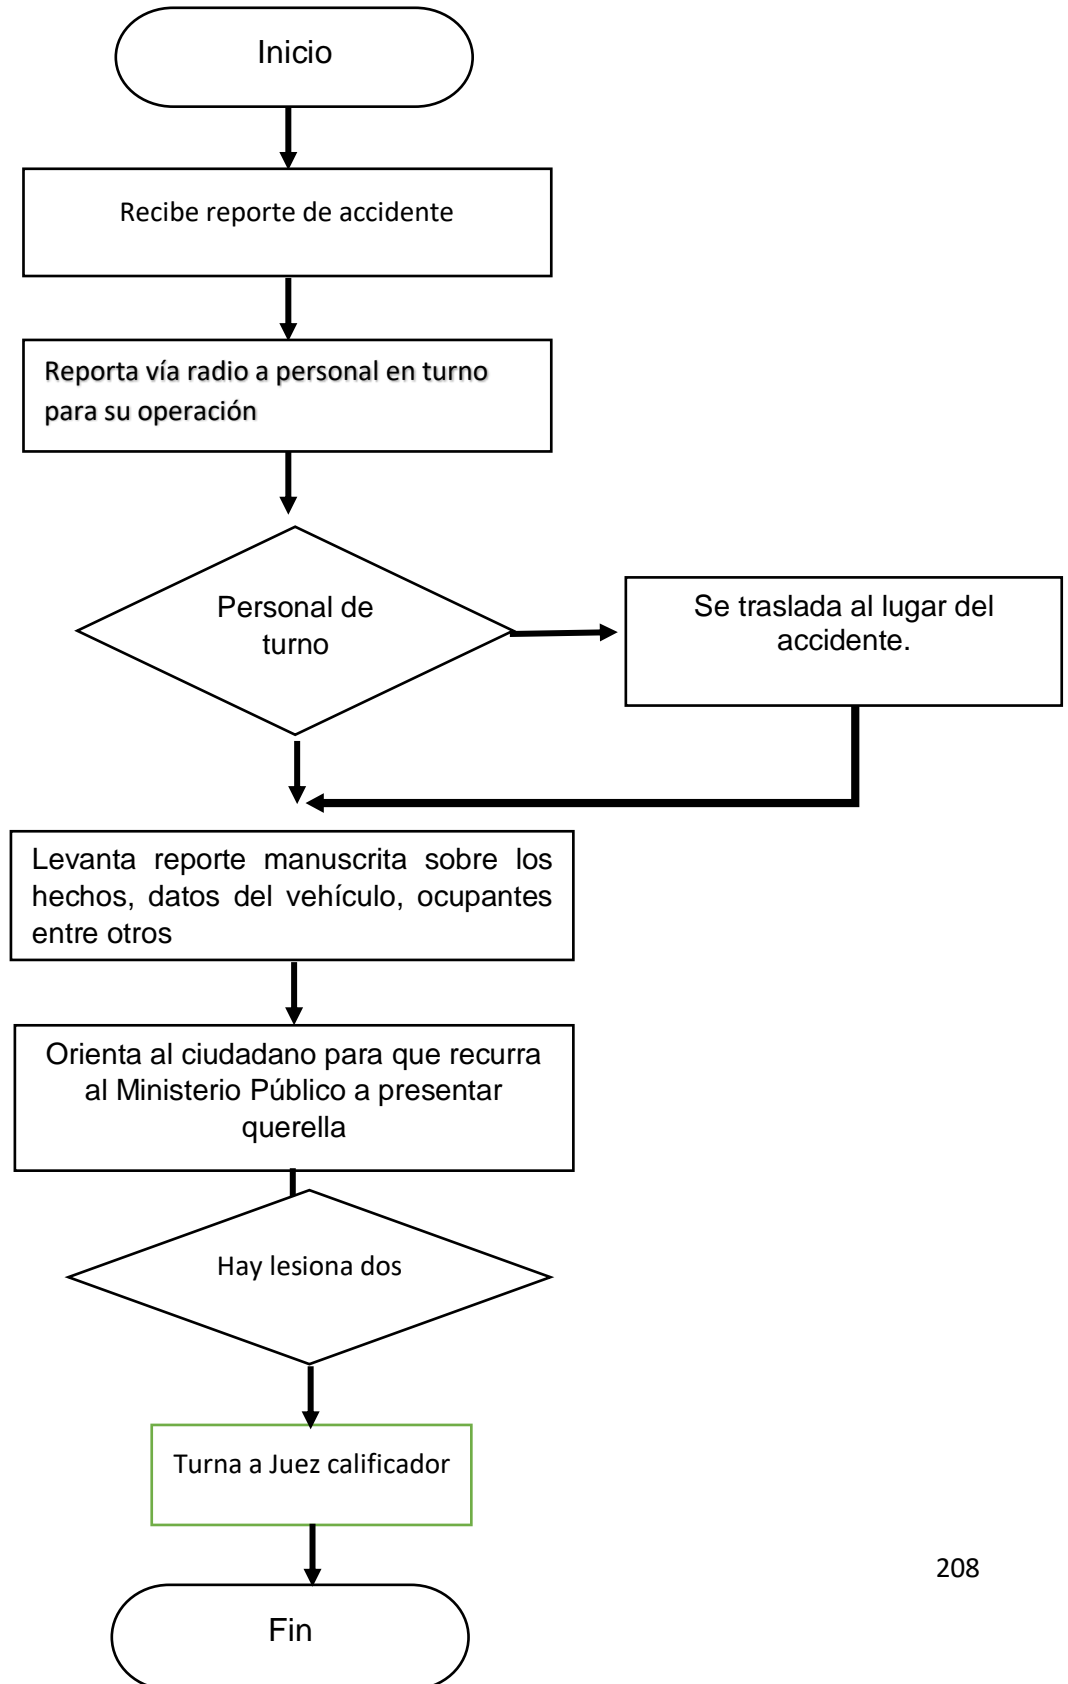 Inicio
Recibe reporte de accidente
Reporta vía radio a personal en turno
para su operación
Personal de
turno
Se traslada al lugar del
accidente.
Levanta reporte manuscrita sobre los
hechos, datos del vehículo, ocupantes
entre otros
Orienta al ciudadano para que recurra
al Ministerio Público a presentar
querella
Hay lesiona dos
Turna a Juez calificador
208
Fin